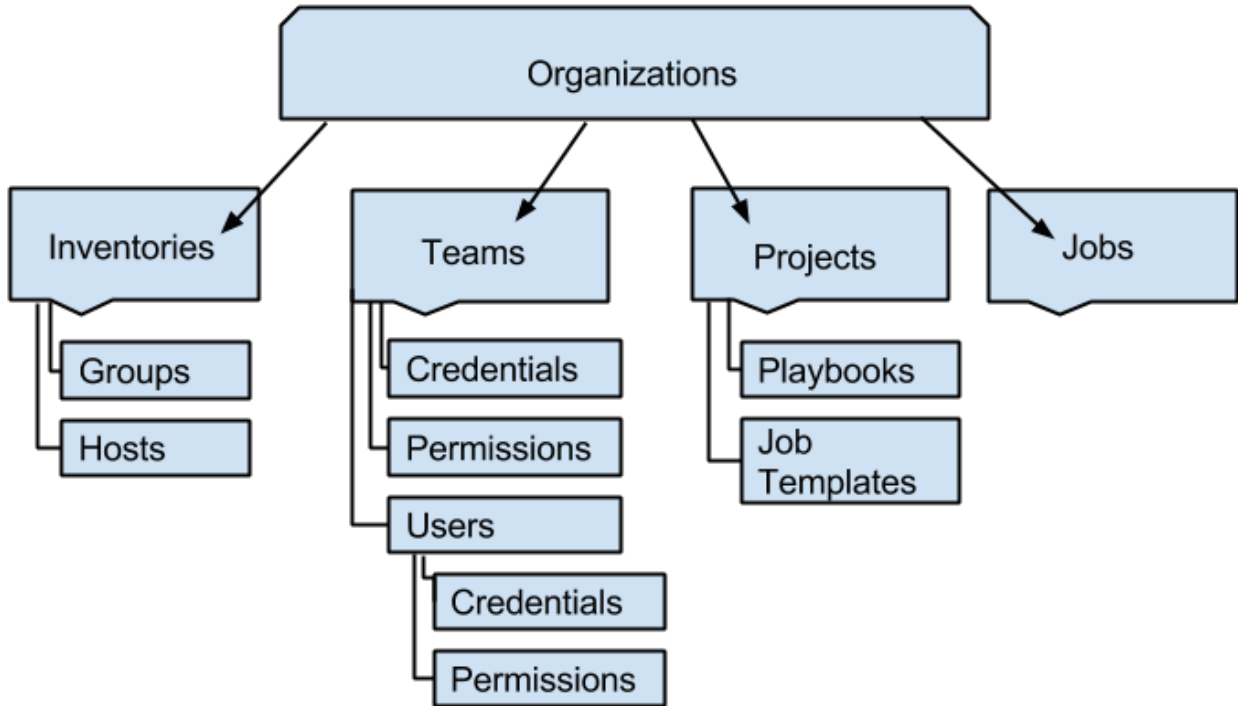 Organizations
Inventories
Groups
Hosts
Teams
Credentials
Permissions
Users
Credentials
Permissions
Projects
Playbooks
Job
Templates
Jobs